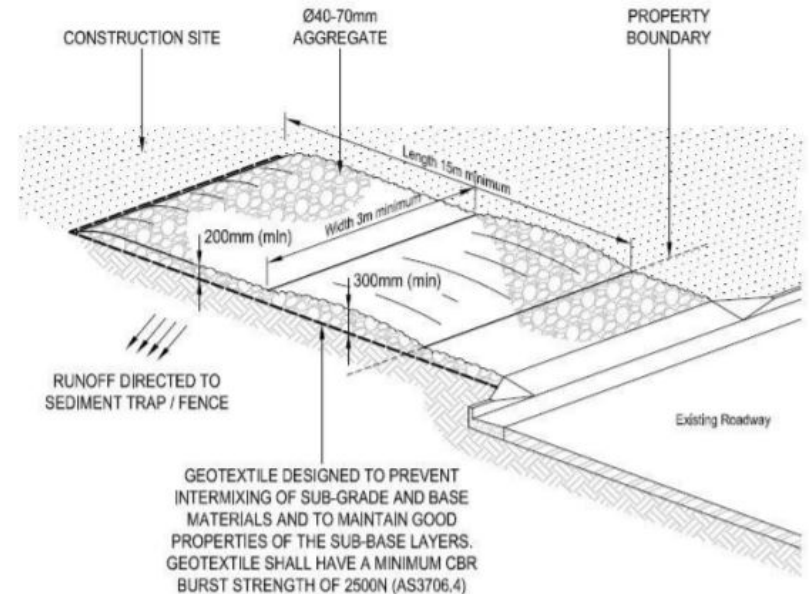 CONSTRUCTION SITE
Ø40-70mm
AGGREGATE
PROPERTY
BOUNDARY
Length 15m minimum
Width 3m minimum
200mm (min)
300mm (min)
RUNOFF DIRECTED TO
SEDIMENT TRAP / FENCE
Existing Roadway
GEOTEXTILE DESIGNED TO PREVENT
INTERMIXING OF SUB-GRADE AND BASE
MATERIALS AND TO MAINTAIN GOOD
PROPERTIES OF THE SUB-BASE LAYERS.
GEOTEXTILE SHALL HAVE A MINIMUM CBR
BURST STRENGTH OF 2500N (AS3706,4)